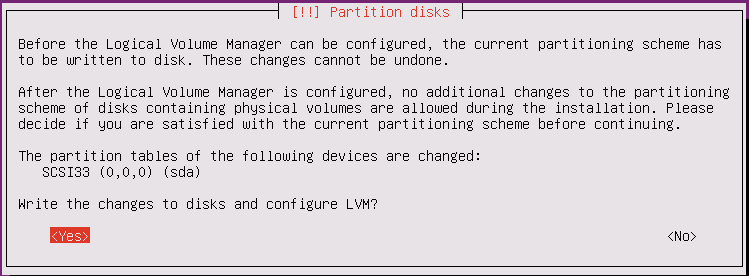 [!!] Partition disks
Before the Logical Volume Manager can be configured, the current partitioning scheme has
to be written to disk. These changes cannot be undone.
After the Logical Volume Manager is configured, no additional changes to the partitioning
scheme of disks containing physical volumes are allowed during the installation. Please
decide if you are satisfied with the current partitioning scheme before continuing.
The partition tables of the following devices are changed:
SCSI33 (0,0,0) (sda)
Write the changes to disks and configure LVM?
<Yes> <No>